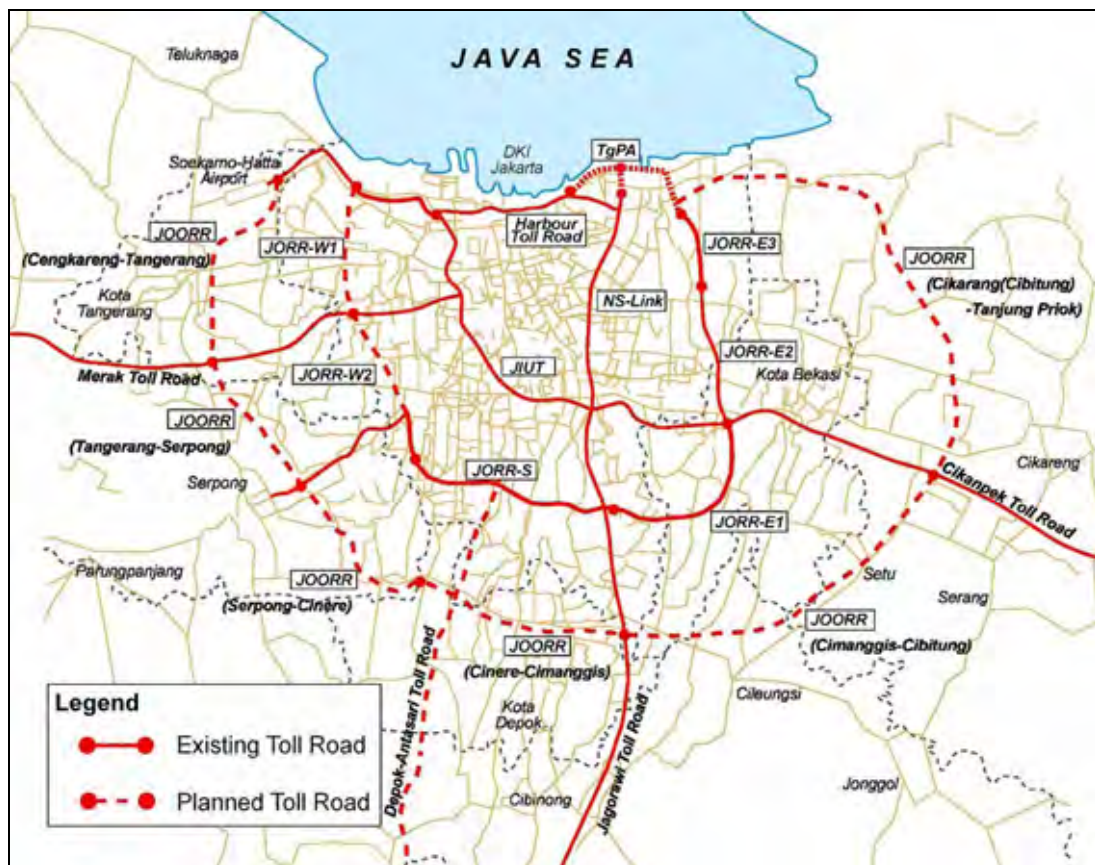 JAVA SEA
Teluknaga
Soekarno-Hatta
Airport
DKI
Jakarta
TgPA
JOORR
(Cengkareng-Tangerang)
JORR-W1
Harbour
Toll Road
JORR-E3
JOORR
(Cikarang(Cibitung)
-Tanjung Priok)
Kota
Tangerang
NS-Link
Merak Toll Road
JORR-W2
JIUT
JORR-E2
Kota Bekasi
JOORR
(Tangerang-Serpong)
Serpong
JORR-S
Cikareng
Cikanpek Toll Road
JORR-E1
Parungpanjang
JOORR
(Serpong-Cinere)
Setu
Serang
JOORR
(Cinere-Cimanggis)
JOORR
(Cimanggis-Cibitung)
Depok-Antasari Toll Road
Kota
Depok
Cileungsi
Jagorawi Toll Road
Cibinong
Jonggol
Legend
Existing Toll Road
Planned Toll Road